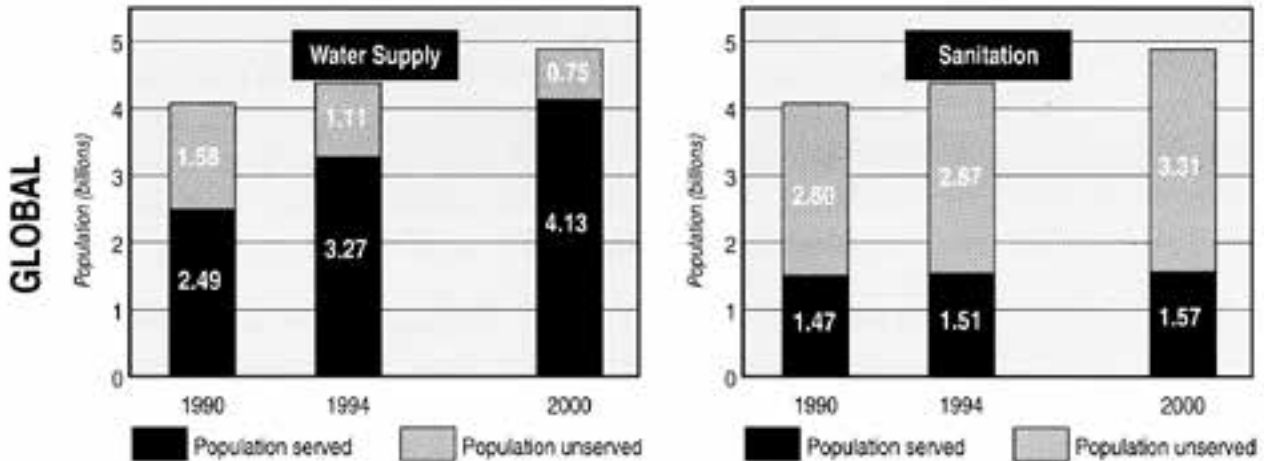 GLOBAL
Water Supply
Population (billions)
5
4
3
2
1
0
1.58
2.49
1.11
3.27
0.75
4.13
1990 1994 2000
Population served Population unserved
Sanitation
Population (billions)
5
4
3
2
1
0
2.60
1.47
2.87
1.51
3.31
1.57
1990 1994 2000
Population served Population unserved